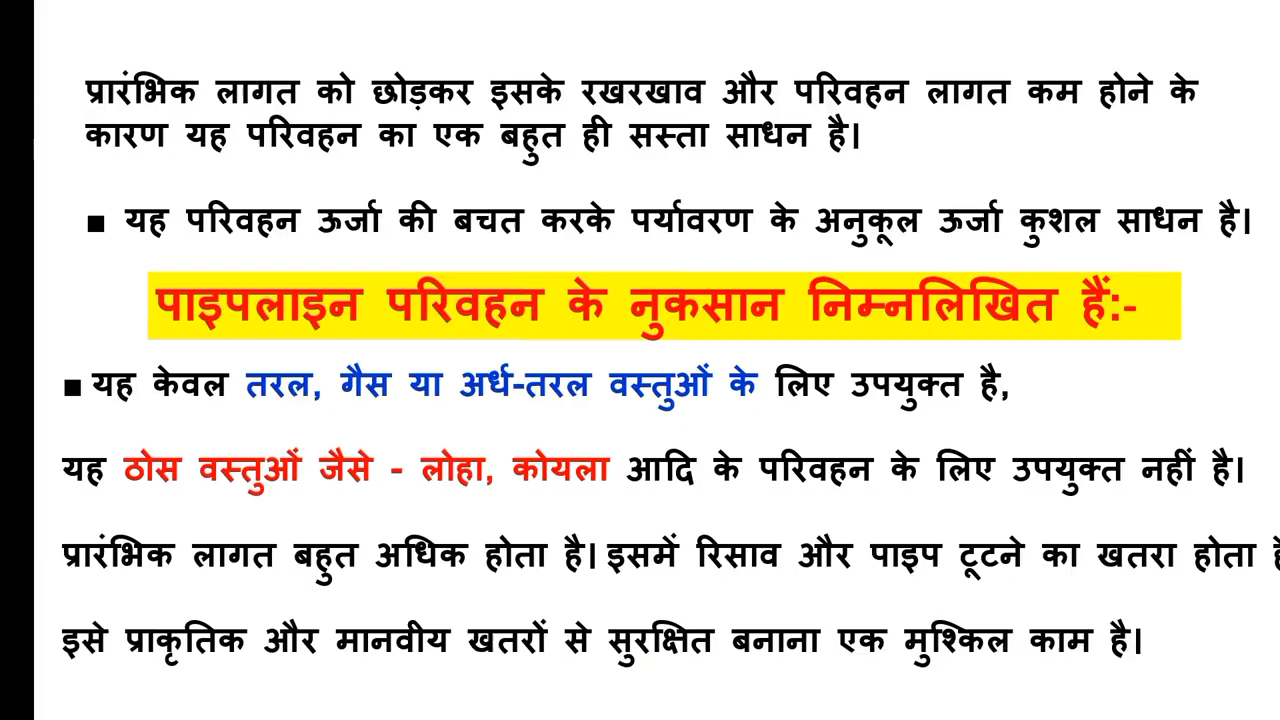 प्रारंभिक लागत को छोड़कर इसके रखरखाव और परिवहन लागत कम होने के
कारण यह परिवहन का एक बहुत ही सस्ता साधन है।
▪ यह परिवहन ऊर्जा की बचत करके पर्यावरण के अनुकूल ऊर्जा कुशल साधन है।
पाइपलाइन परिवहन के नुकसान निम्नलिखित हैं:-
▪ यह केवल तरल, गैस या अर्ध-तरल वस्तुओं के लिए उपयुक्त है,
यह ठोस वस्तुओं जैसे - लोहा, कोयला आदि के परिवहन के लिए उपयुक्त नहीं है।
प्रारंभिक लागत बहुत अधिक होता है। इसमें रिसाव और पाइप टूटने का खतरा होता है
इसे प्राकृतिक और मानवीय खतरों से सुरक्षित बनाना एक मुश्किल काम है।